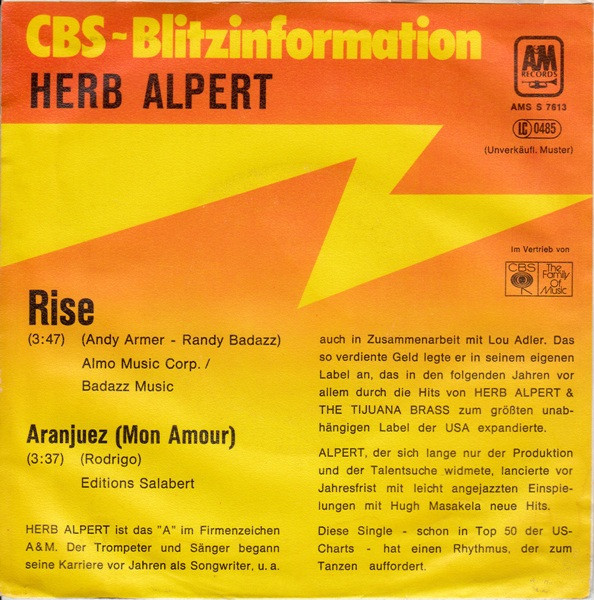 CBS~Blitzinformation
HERB ALPERT
A&M
RECORDS
AMS S 7613
LC 0485
(Unverkäufl. Muster)
Im Vertrieb von
CBS
The
Family
Of
Music
Rise
(3:47) (Andy Armer - Randy Badazz)
Almo Music Corp. /
Badazz Music
Aranjuez (Mon Amour)
(3:37) (Rodrigo)
Editions Salabert
HERB ALPERT ist das "A" im Firmenzeichen
A&M. Der Trompeter und Sänger begann
seine Karriere vor Jahren als Songwriter, u. a.
auch in Zusammenarbeit mit Lou Adler. Das
so verdiente Geld legte er in seinem eigenen
Label an, das in den folgenden Jahren vor
allem durch die Hits von HERB ALPERT &
THE TIJUANA BRASS zum größten unab-
hängigen Label der USA expandierte.
ALPERT, der sich lange nur der Produktion
und der Talentsuche widmete, lancierte vor
Jahresfrist mit leicht angejazzten Einspie-
lungen mit Hugh Masakela neue Hits.
Diese Single - schon in Top 50 der US-
Charts - hat einen Rhythmus, der zum
Tanzen auffordert.